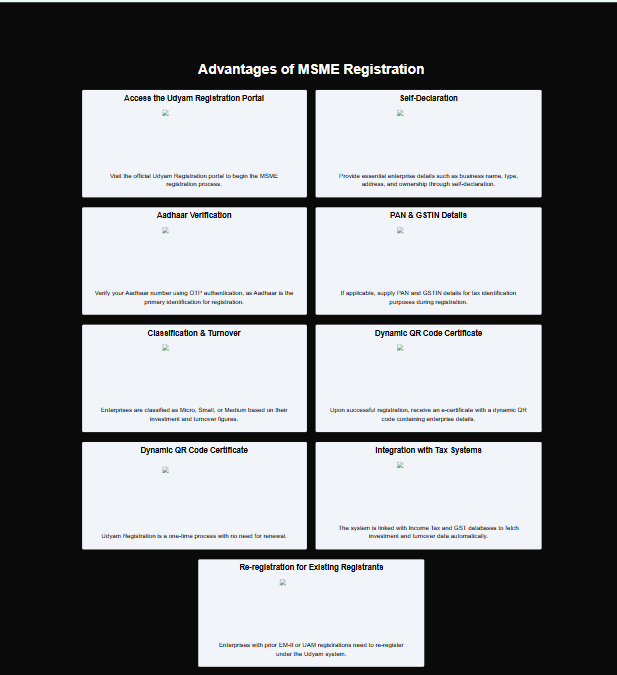 Advantages of MSME Registration
Access the Udyam Registration Portal
Visit the official Udyam Registration portal to begin the MSME
registration process.
Self-Declaration
Provide essential enterprise details such as business name, type,
address, and ownership through self-declaration.
Aadhaar Verification
Verify your Aadhaar number using OTP authentication, as Aadhaar is the
primary identification for registration.
PAN & GSTIN Details
If applicable, supply PAN and GSTIN details for tax identification
purposes during registration.
Classification & Turnover
Enterprises are classified as Micro, Small, or Medium based on their
investment and turnover figures.
Dynamic QR Code Certificate
Upon successful registration, receive an e-certificate with a dynamic QR
code containing enterprise details.
Dynamic QR Code Certificate
Udyam Registration is a one-time process with no need for renewal.
Integration with Tax Systems
The system is linked with Income Tax and GST databases to fetch
investment and turnover data automatically.
Re-registration for Existing Registrants
Enterprises with prior EM-II or UAM registrations need to re-register
under the Udyam system.